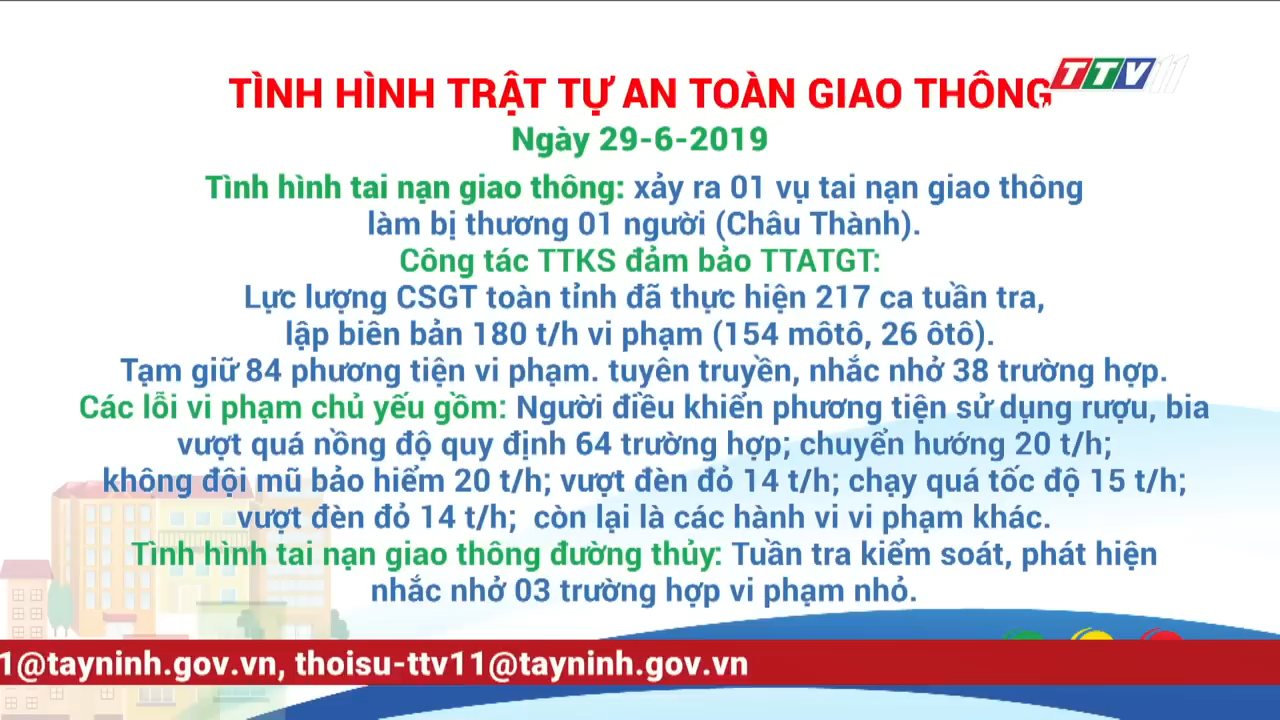 TTV11
TÌNH HÌNH TRẬT TỰ AN TOÀN GIAO THÔNG
Ngày 29-6-2019
Tình hình tai nạn giao thông: xảy ra 01 vụ tai nạn giao thông
làm bị thương 01 người (Châu Thành).
Công tác TTKS đảm bảo TTATGT:
Lực lượng CSGT toàn tỉnh đã thực hiện 217 ca tuần tra,
lập biên bản 180 t/h vi phạm (154 môtô, 26 ôtô).
Tạm giữ 84 phương tiện vi phạm. tuyên truyền, nhắc nhở 38 trường hợp.
Các lỗi vi phạm chủ yếu gồm: Người điều khiển phương tiện sử dụng rượu, bia
vượt quá nồng độ quy định 64 trường hợp; chuyển hướng 20 t/h;
không đội mũ bảo hiểm 20 t/h; vượt đèn đỏ 14 t/h; chạy quá tốc độ 15 t/h;
vượt đèn đỏ 14 t/h; còn lại là các hành vi vi phạm khác.
Tình hình tai nạn giao thông đường thủy: Tuần tra kiểm soát, phát hiện
nhắc nhở 03 trường hợp vi phạm nhỏ.
1@tayninh.gov.vn, thoisu-ttv11@tayninh.gov.vn